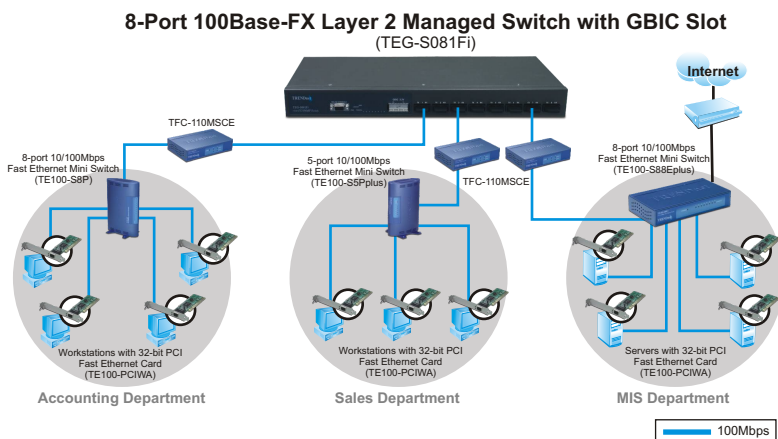 8-Port 100Base-FX Layer 2 Managed Switch with GBIC Slot
(TEG-S081Fi)
Internet
TFC-110MSCE
8-port 10/100Mbps
Fast Ethernet Mini Switch
(TE100-S8P)
5-port 10/100Mbps
Fast Ethernet Mini Switch
(TE100-S5Pplus)
TFC-110MSCE
8-port 10/100Mbps
Fast Ethernet Mini Switch
(TE100-S88Eplus)
Workstations with 32-bit PCI
Fast Ethernet Card
(TE100-PCIWA)
Workstations with 32-bit PCI
Fast Ethernet Card
(TE100-PCIWA)
Servers with 32-bit PCI
Fast Ethernet Card
(TE100-PCIWA)
Accounting Department
Sales Department
MIS Department
100Mbps